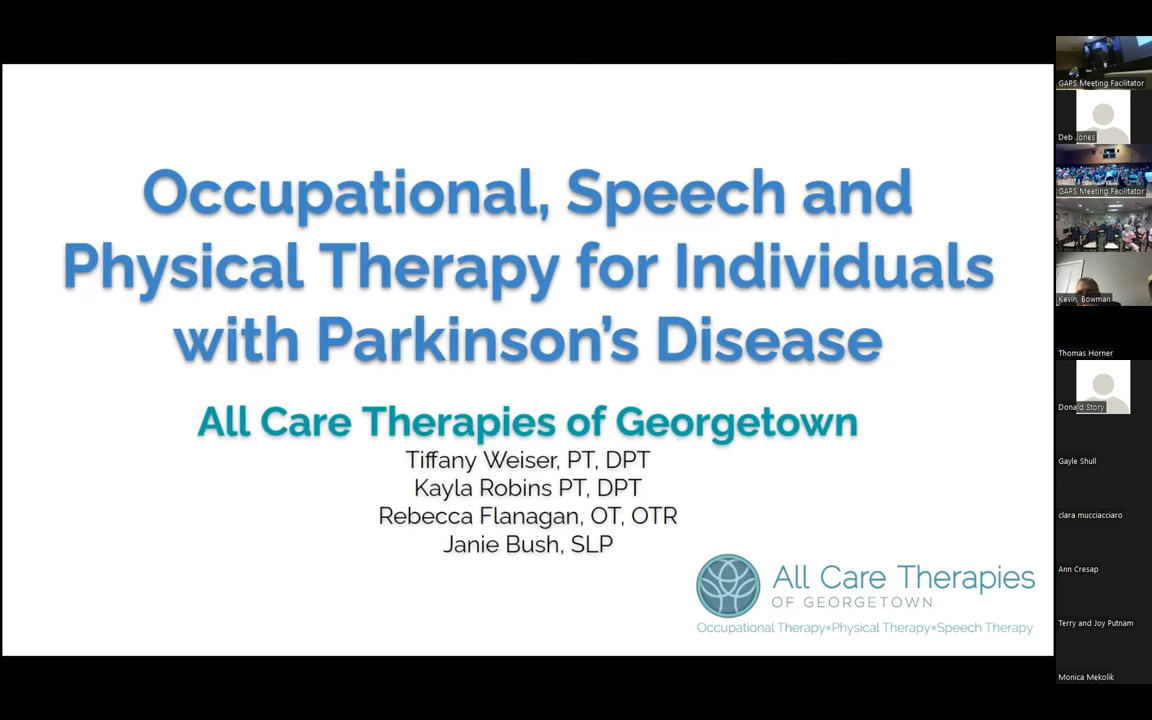 Occupational, Speech and
Physical Therapy for Individuals
with Parkinson's Disease
All Care Therapies of Georgetown
Tiffany Weiser, PT, DPT
Kayla Robins PT, DPT
Rebecca Flanagan, OT, OTR
Janie Bush, SLP
All Care Therapies
OF GEORGETOWN
Occupational Therapy•Physical Therapy•Speech Therapy
GAPS Meeting Facilitator
Deb Jones
GAPS Meeting Facilitator
Kevin, Bowman
Thomas Horner
Donald Story
Gayle Shull
clara mucciacciaro
Ann Cresap
Terry and Joy Putnam
Monica Mekolik